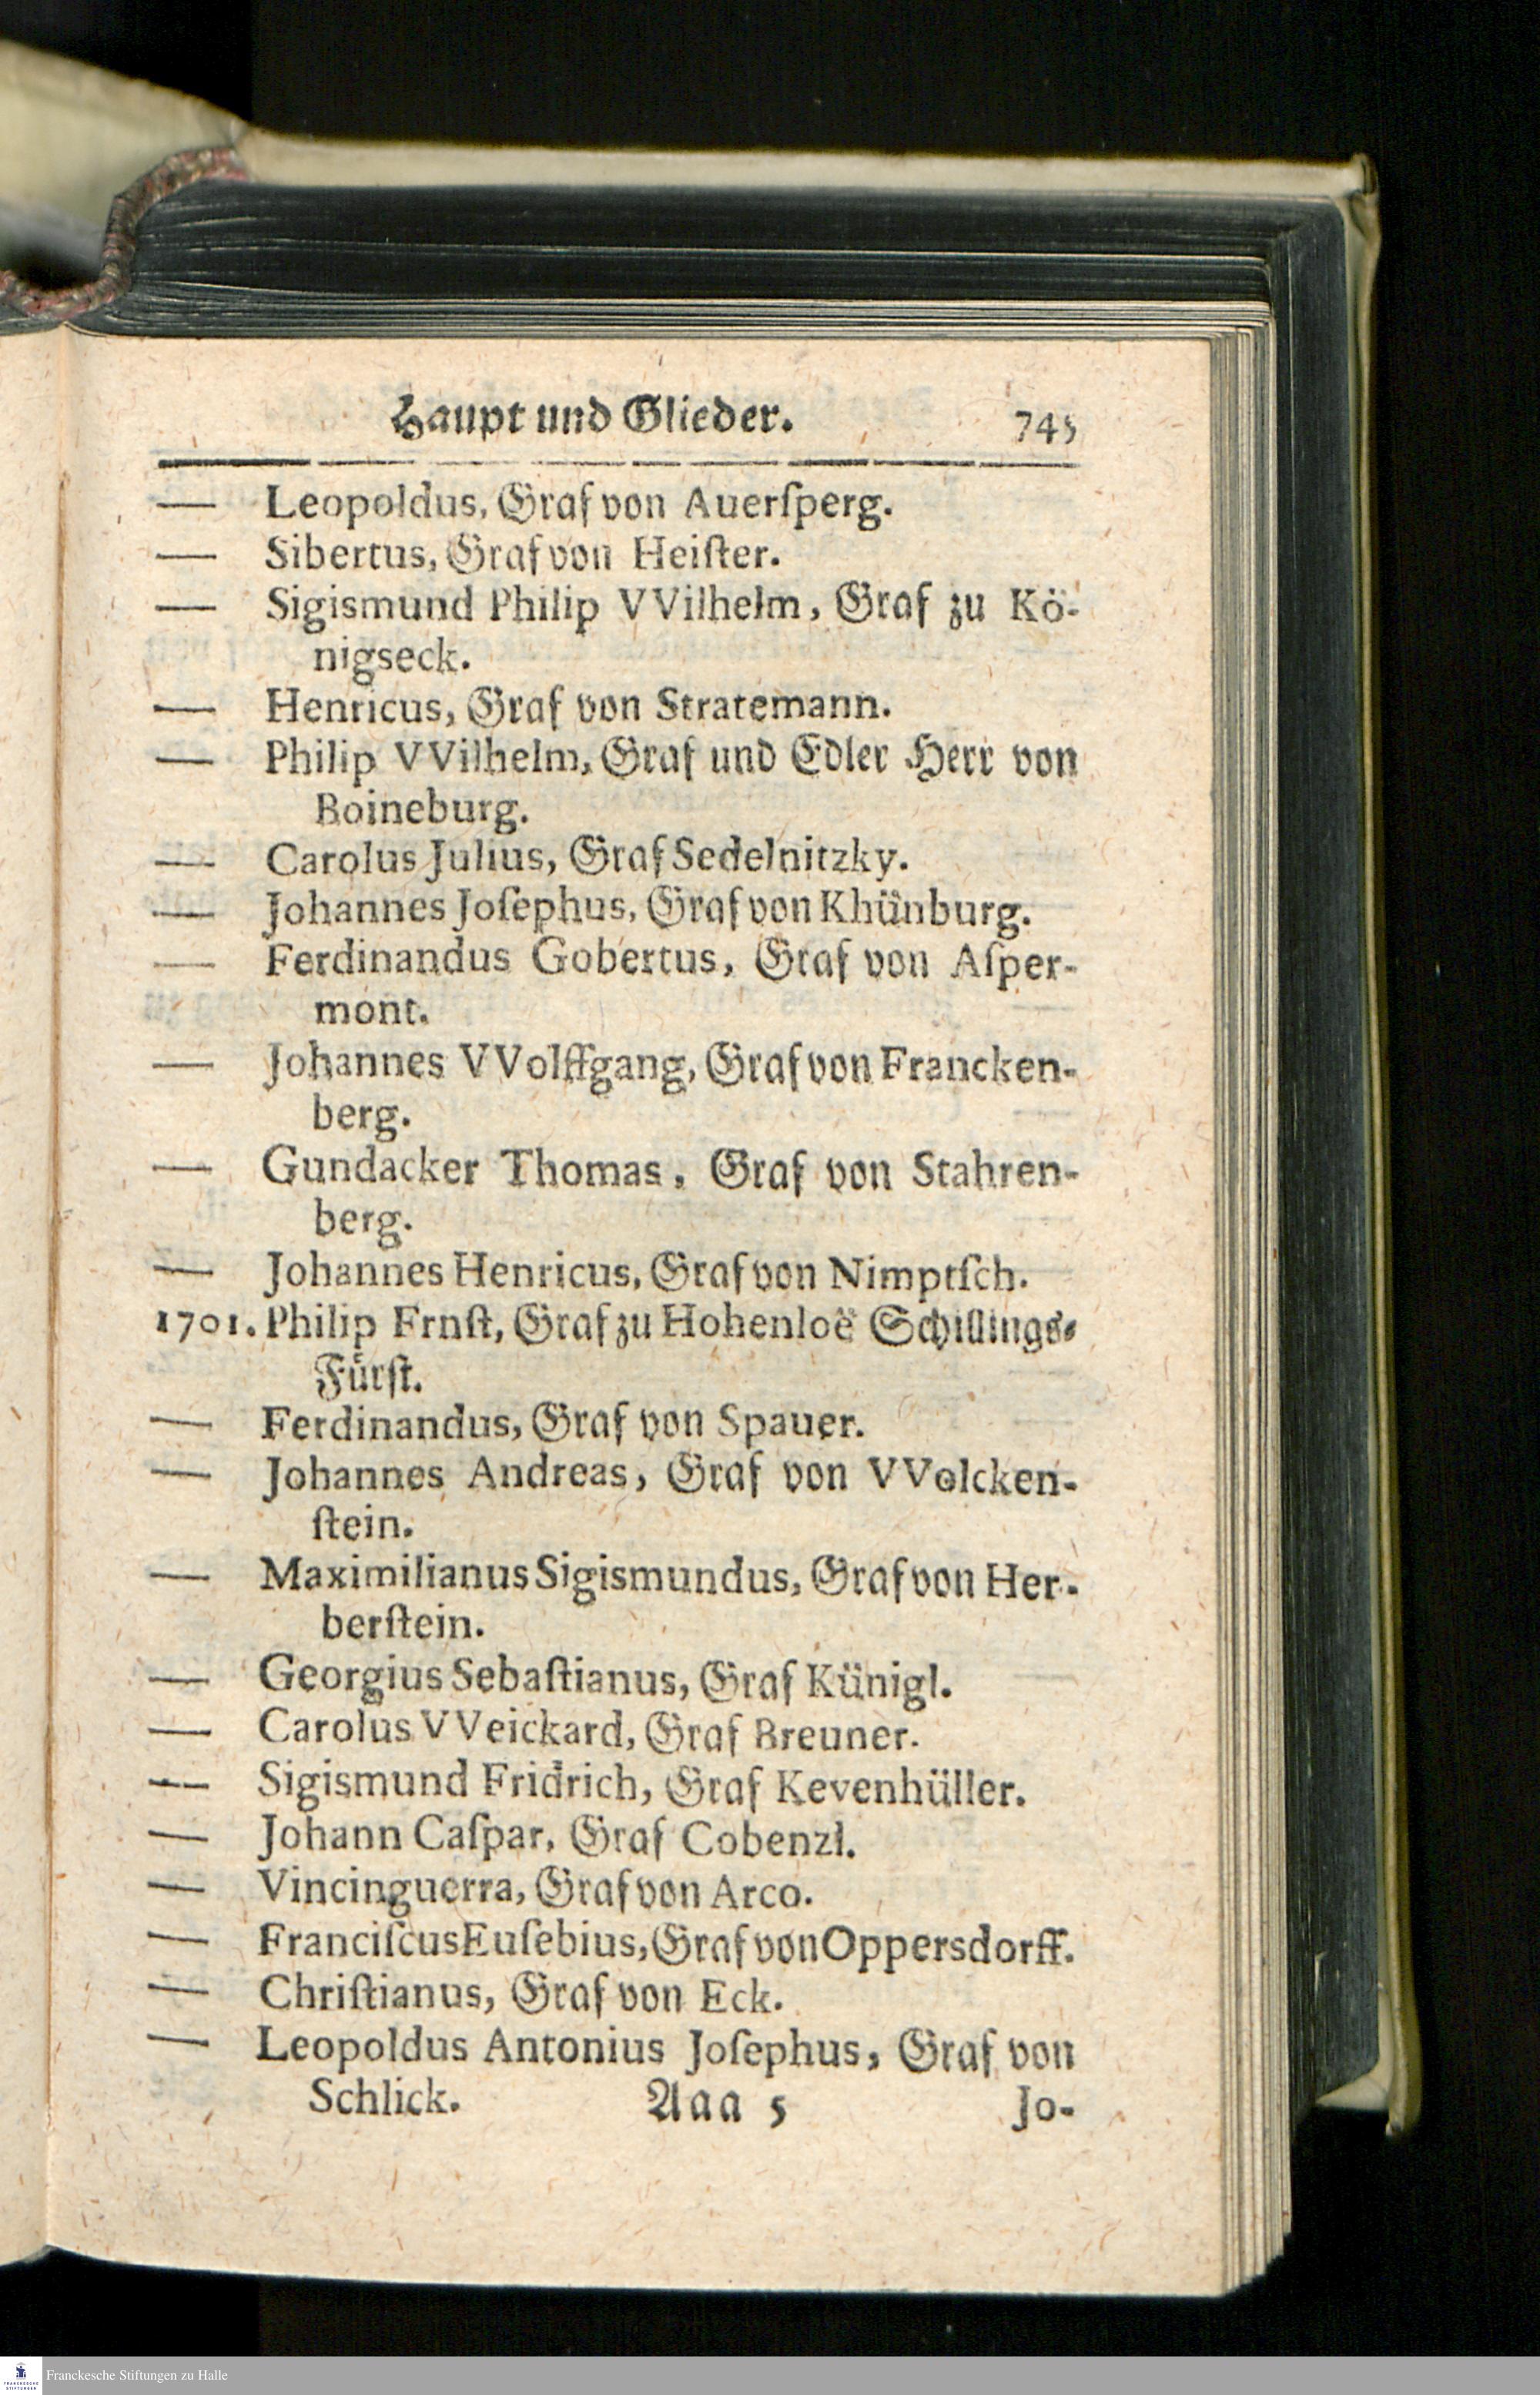 Haupt und Glieder. 745
— Leopoldus, Graf von Auerſperg.
— Sibertus, Graf von Heiſter.
— Sigismund Philip VVilhelm, Graf zu Kö-
nigseck.
— Henricus, Graf von Stratemann.
— Philip VVilhelm, Graf und Edler Herr von
Boineburg.
— Carolus Julius, Graf Sedelnitzky.
— Johannes Joſephus, Graf von Khünburg.
— Ferdinandus Gobertus, Graf von Aſper-
mont.
— Johannes VVolffgang, Graf von Francken-
berg.
— Gundacker Thomas, Graf von Stahren-
berg.
— Johannes Henricus, Graf von Nimptſch.
1701. Philip Frnſt, Graf zu Hohenloë Schillings-
Fürſt.
— Ferdinandus, Graf von Spauer.
— Johannes Andreas, Graf von VVolcken-
ſtein.
— Maximilianus Sigismundus, Graf von Her-
berſtein.
— Georgius Sebaſtianus, Graf Künigl.
— Carolus VVeickard, Graf Breuner.
— Sigismund Fridrich, Graf Kevenhüller.
— Johann Caſpar, Graf Cobenzl.
— Vincinguerra, Graf von Arco.
— Franciſcus Euſebius, Graf von Oppersdorff.
— Chriſtianus, Graf von Eck.
— Leopoldus Antonius Joſephus, Graf von
Schlick. Aaa 5 Jo-
FRANCKESCHE STIFTUNGEN
Franckesche Stiftungen zu Halle